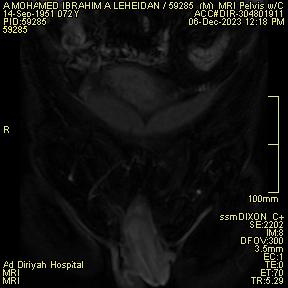 A MOHAMED IBRAHIM A LEHEIDAN / 59285 (M) MRI Pelvis w/C
14-Sep-1951 072Y ACC#DIR-304801911
PID:59285 06-Dec-2023 12:18 PM
59285
R
100mm
ssmDIXON_C+
SE:2202
IM:8
DFOV:300
3.5mm
Ad Diriyah Hospital EC:1
MRI TE:0
MRI ET:70
TR:5.29